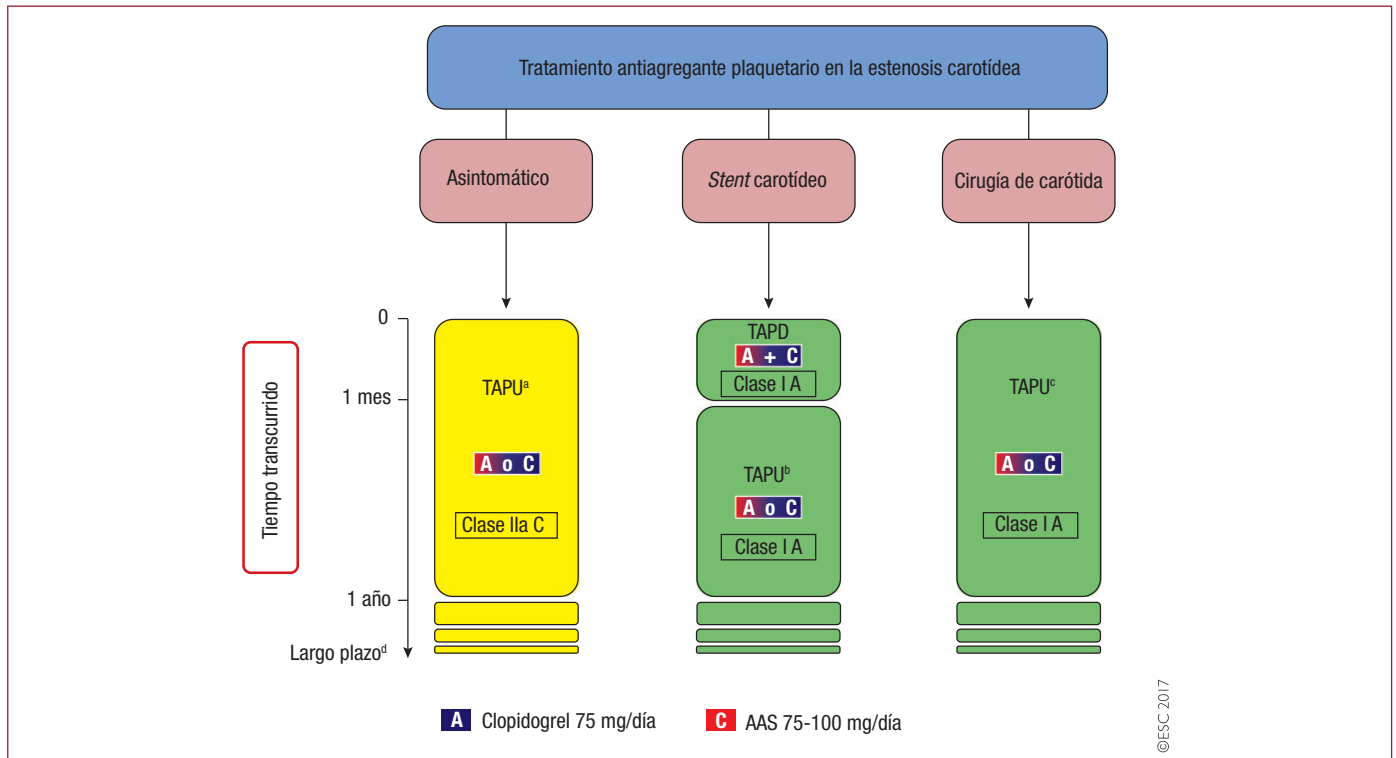 Tratamiento antiagregante plaquetario en la estenosis carotídea
Asintomático
Stent carotídeo
Cirugía de carótida
Tiempo transcurrido
0
1 mes
1 año
Largo plazoᵈ
TAPUᵃ
A o C
Clase IIa C
TAPD
A + C
Clase I A
TAPUᵇ
A o C
Clase I A
TAPUᶜ
A o C
Clase I A
A Clopidogrel 75 mg/día
C AAS 75-100 mg/día
©ESC 2017